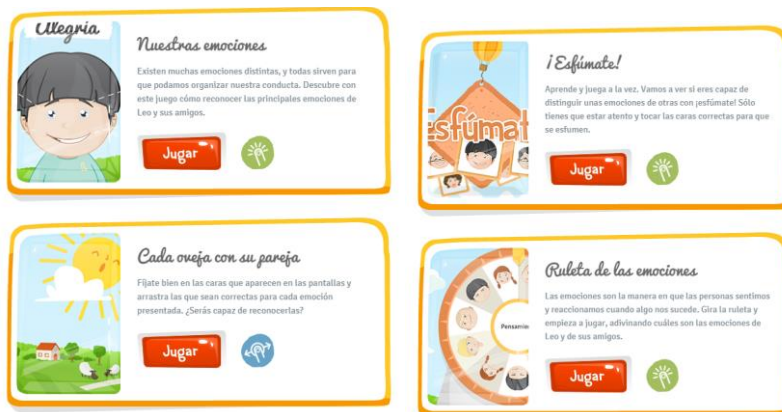 Alegria
Nuestras emociones
Existen muchas emociones distintas, y todas sirven para
que podamos organizar nuestra conducta. Descubre con
este juego cómo reconocer las principales emociones de
Leo y sus amigos.
Jugar
¡Esfúmate!
Aprende y juega a la vez. Vamos a ver si eres capaz de
distinguir unas emociones de otras con ¡esfúmate! Sólo
tienes que estar atento y tocar las caras correctas para que
se esfumen.
Esfúmat
Jugar
Cada oveja con su pareja
Fíjate bien en las caras que aparecen en las pantallas y
arrastra las que sean correctas para cada emoción
presentada. ¿Serás capaz de reconocerlas?
Jugar
Ruleta de las emociones
Las emociones son la manera en que las personas sentimos
y reaccionamos cuando algo nos sucede. Gira la ruleta y
empieza a jugar, adivinando cuáles son las emociones de
Leo y de sus amigos.
Pensamie
Jugar